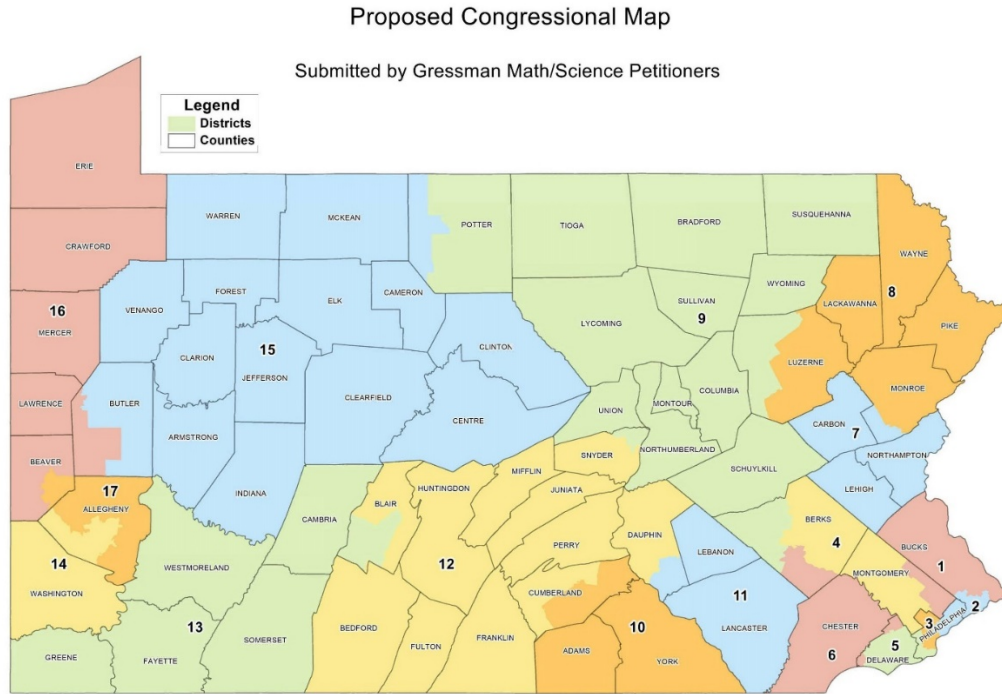 Proposed Congressional Map
Submitted by Gressman Math/Science Petitioners
Legend
Districts
Counties
ERIE
CRAWFORD
16
MERCER
LAWRENCE
BEAVER
WARREN
MCKEAN
POTTER
TIOGA
BRADFORD
SUSQUEHANNA
WAYNE
VENANGO
FOREST
ELK
CAMERON
WYOMING
LACKAWANNA
8
PIKE
SULLIVAN
9
LYCOMING
CLARION
15
JEFFERSON
CLINTON
LUZERNE
MONROE
BUTLER
CLEARFIELD
CENTRE
UNION
MONTOUR
COLUMBIA
CARBON
7
NORTHAMPTON
ARMSTRONG
NORTHUMBERLAND
SNYDER
SCHUYLKILL
LEHIGH
17
ALLEGHENY
INDIANA
CAMBRIA
BLAIR
HUNTINGDON
MIFFLIN
JUNIATA
DAUPHIN
LEBANON
BERKS
4
BUCKS
1
14
WASHINGTON
WESTMORELAND
12
PERRY
CUMBERLAND
11
LANCASTER
MONTGOMERY
2
3
PHILADELPHIA
GREENE
FAYETTE
13
SOMERSET
BEDFORD
FULTON
FRANKLIN
ADAMS
10
YORK
CHESTER
6
5
DELAWARE